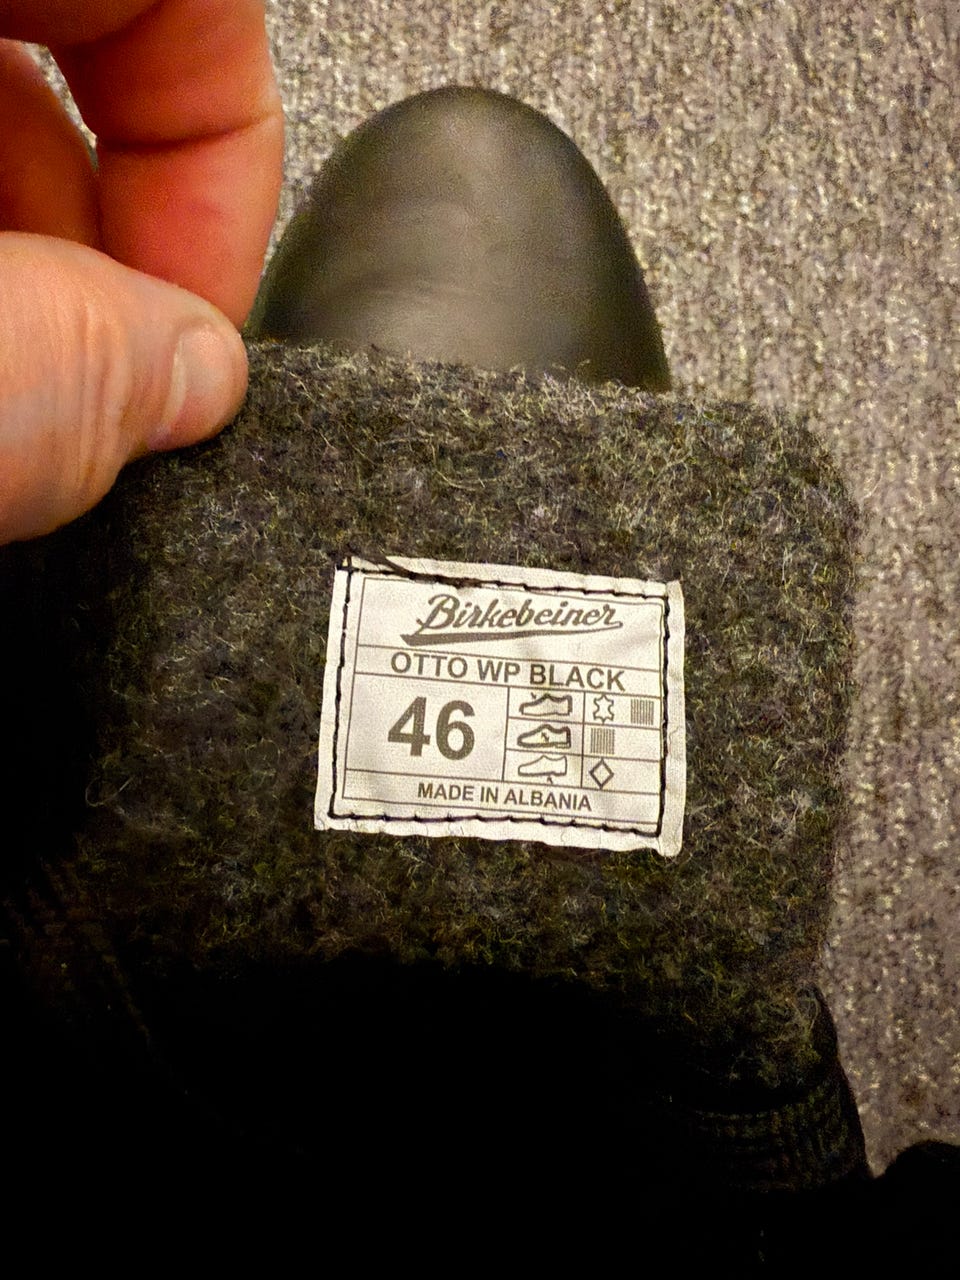 Birkebeiner
OTTO WP BLACK
46
MADE IN ALBANIA